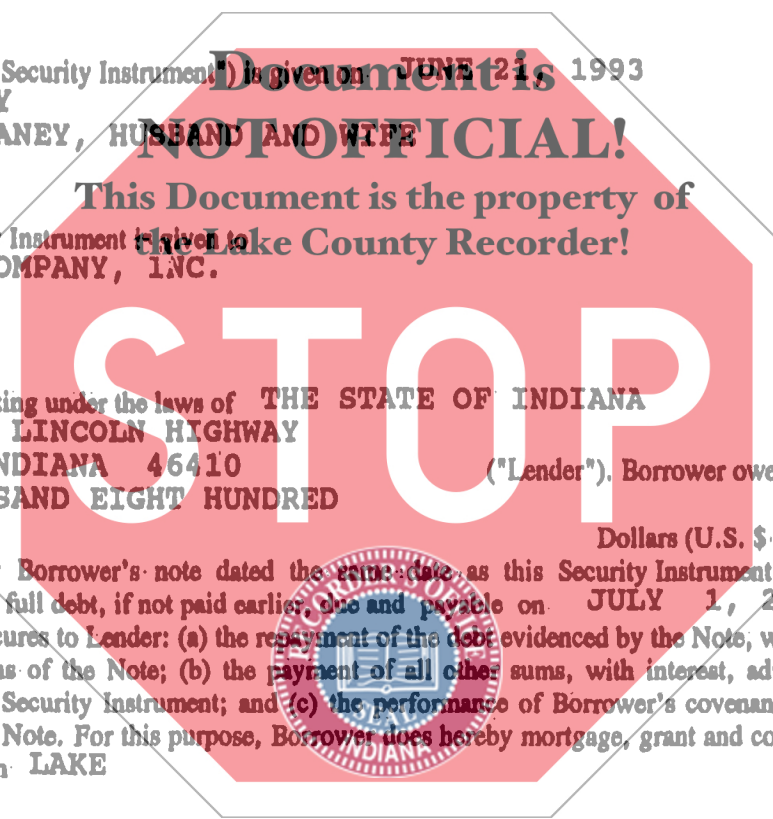 Document is
NOT OFFICIAL!
This Document is the property of
the Lake County Recorder!
STOP
Security Instrument") is given on JUNE 21, 1993
Y
ANEY, HUSBAND AND WIFE
Instrument is given to
OMPANY, INC.
ing under the laws of THE STATE OF INDIANA
LINCOLN HIGHWAY
NDIANA 46410 ("Lender"). Borrower owe
SAND EIGHT HUNDRED
Dollars (U.S. $
Borrower's note dated the same date as this Security Instrument
full debt, if not paid earlier, due and payable on JULY 1, 2
cures to Lender: (a) the repayment of the debt evidenced by the Note, w
ns of the Note; (b) the payment of all other sums, with interest, ad
Security Instrument; and (c) the performance of Borrower's covenan
Note. For this purpose, Borrower does hereby mortgage, grant and co
LAKE
SEAL
INDIANA